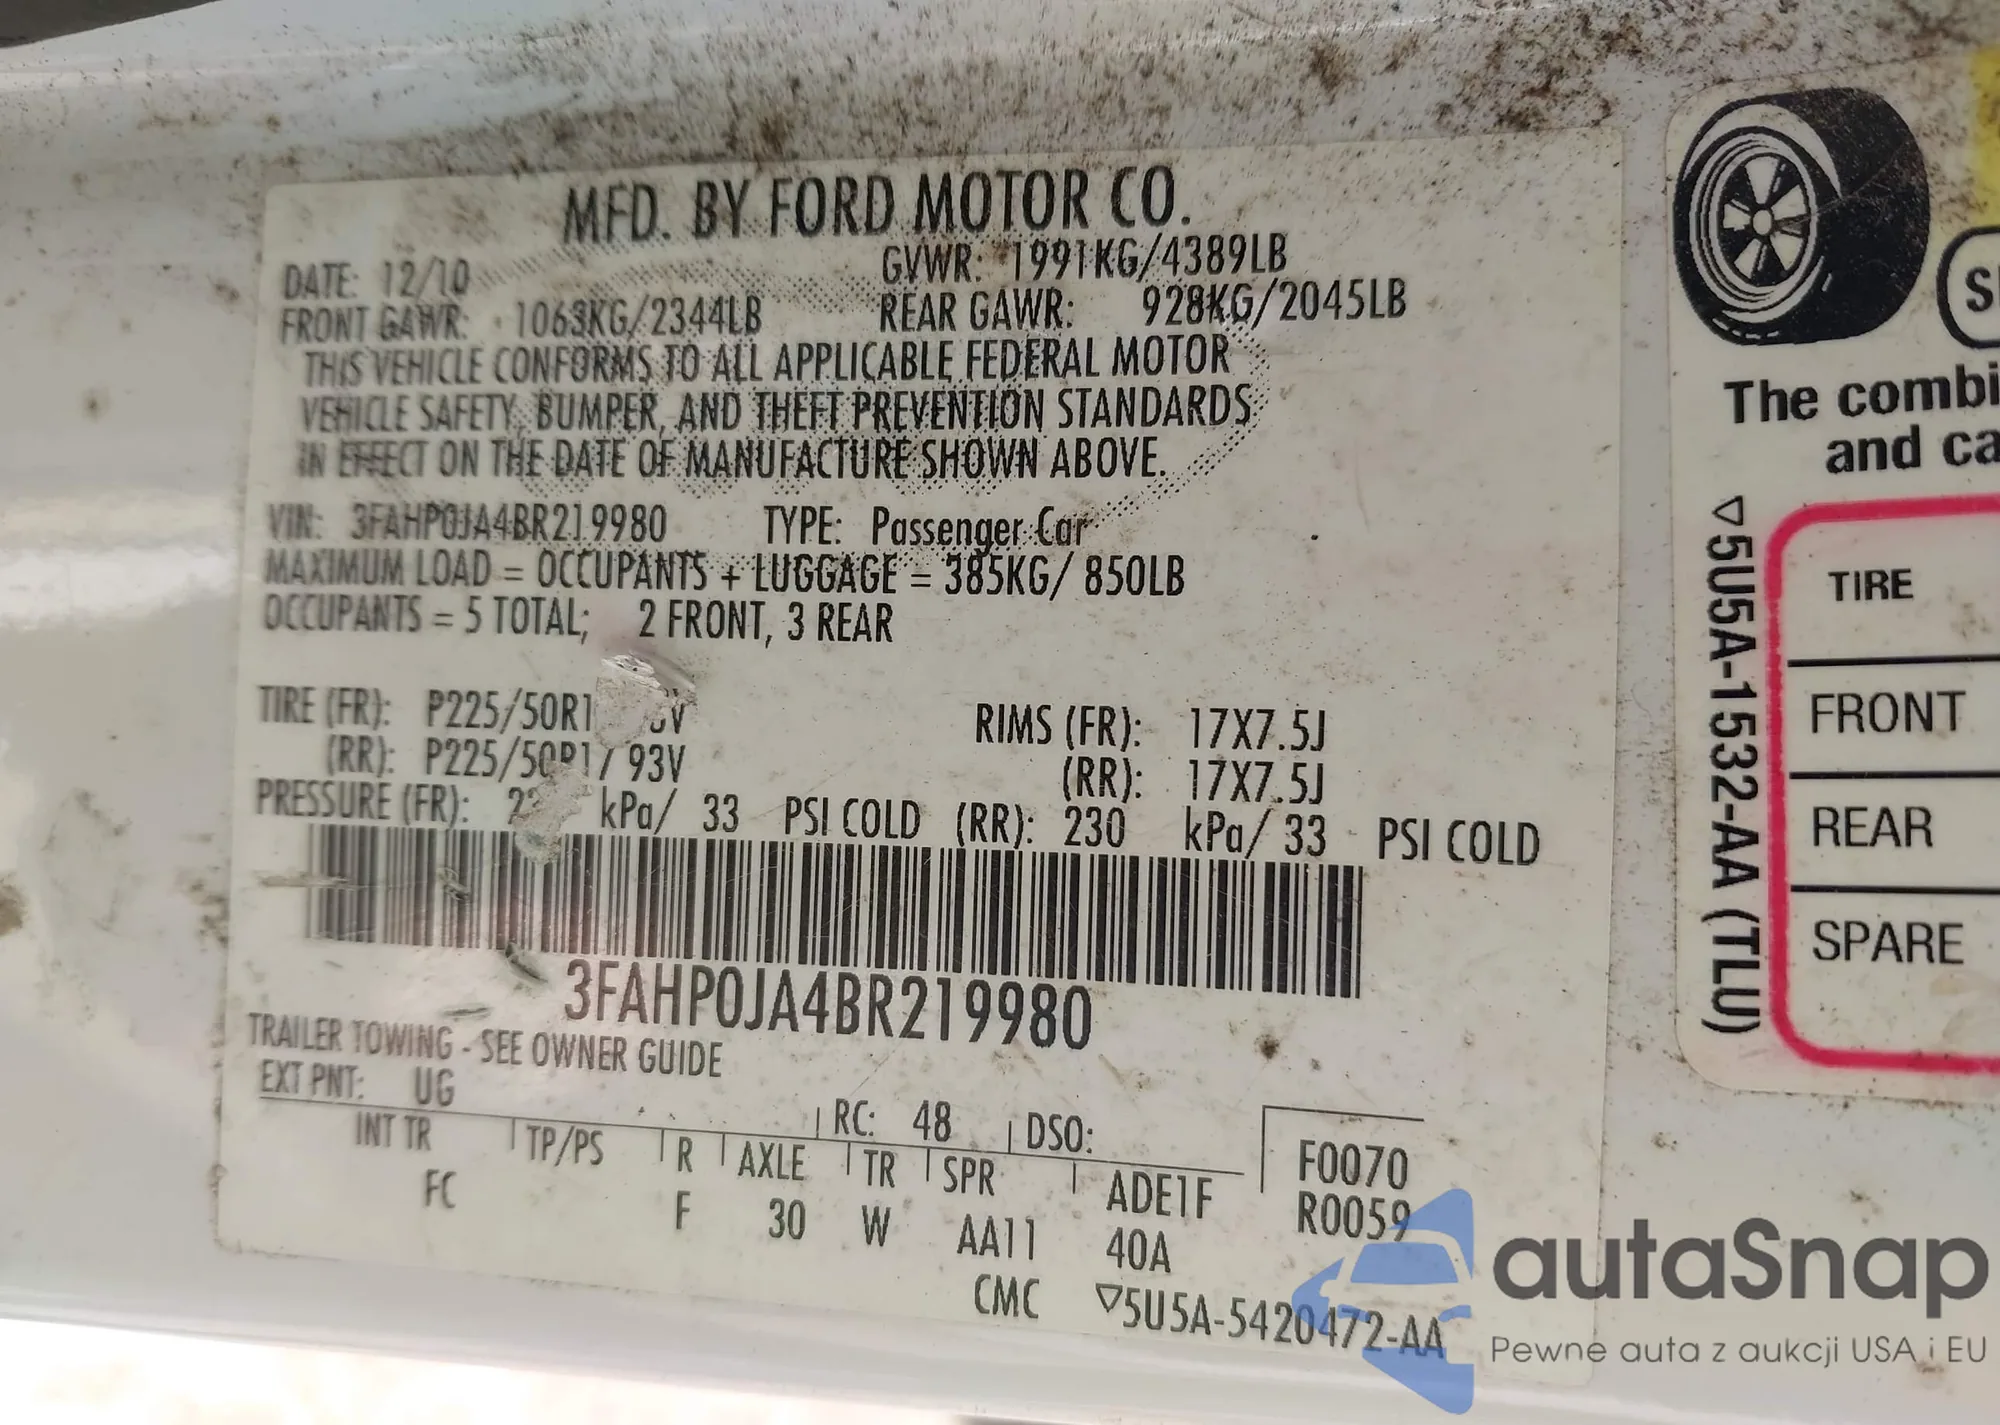 MFD. BY FORD MOTOR CO.
DATE: 12/10 GVWR: 1991KG/4389LB
FRONT GAWR: 1063KG/2344LB REAR GAWR: 928KG/2045LB
THIS VEHICLE CONFORMS TO ALL APPLICABLE FEDERAL MOTOR
VEHICLE SAFETY, BUMPER, AND THEFT PREVENTION STANDARDS
IN EFFECT ON THE DATE OF MANUFACTURE SHOWN ABOVE.
VIN: 3FAHP0JA4BR219980 TYPE: Passenger Car
MAXIMUM LOAD = OCCUPANTS + LUGGAGE = 385KG/ 850LB
OCCUPANTS = 5 TOTAL; 2 FRONT, 3 REAR
TIRE (FR): RIMS (FR): 17X7.5J
(RR): P225/50R17 93V (RR): 17X7.5J
PRESSURE (FR): kPa/ 33 PSI COLD (RR): 230 kPa/ 33 PSI COLD
3FAHP0JA4BR219980
TRAILER TOWING - SEE OWNER GUIDE
EXT PNT: UG RC: 48 DSO:
INT TR TP/PS R AXLE TR SPR ADE1F F0070
FC F 30 W AA11 40A R0059
CMC ▽5U5A-5420472-AA
The combi
and ca
▽5U5A-1532-AA (TLU)
TIRE
FRONT
REAR
SPARE
autaSnap
Pewne auta z aukcji USA i EU